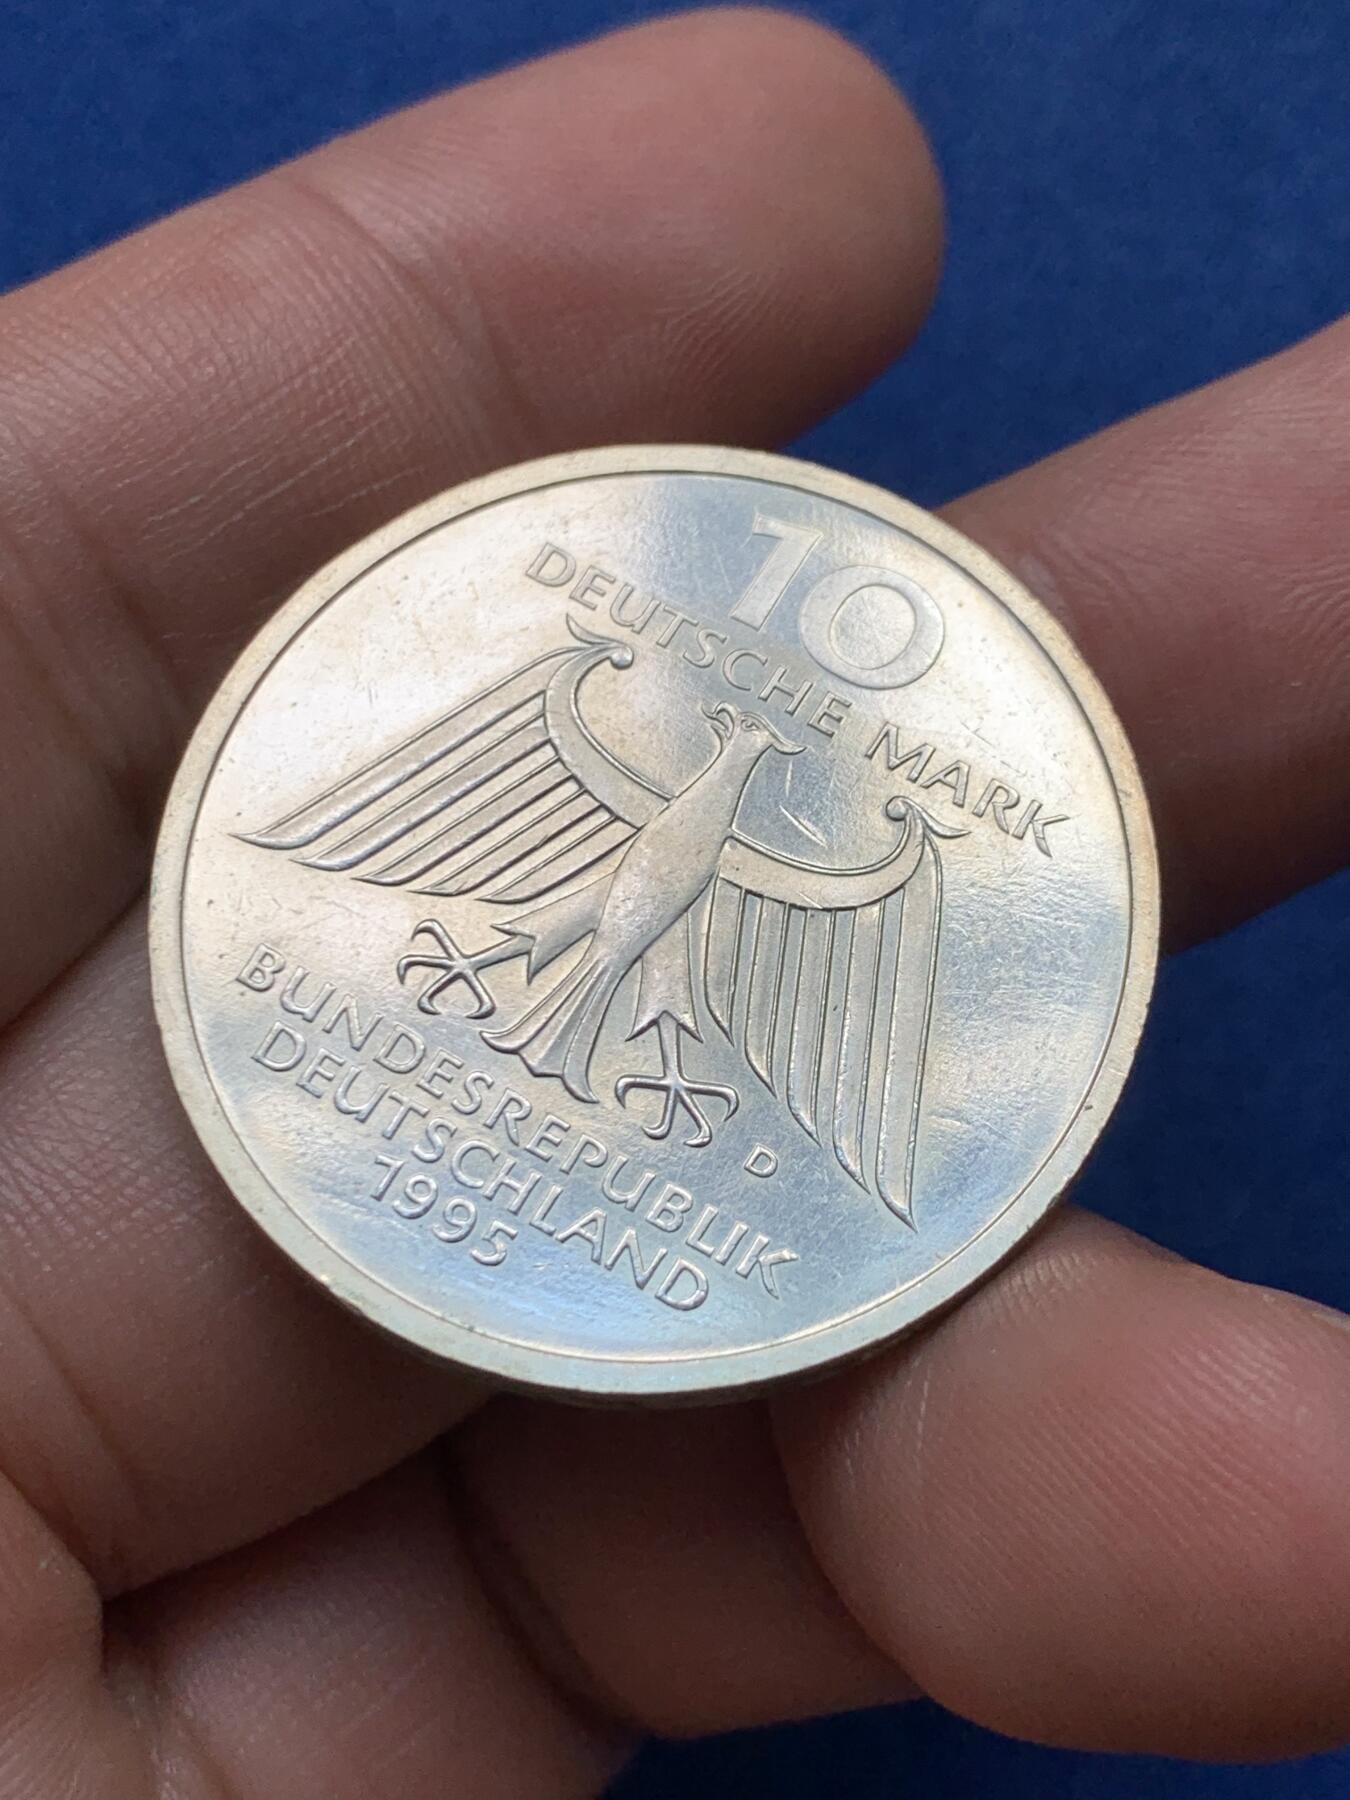 10
DEUTSCHE MARK
D
BUNDESREPUBLIK
DEUTSCHLAND
1995